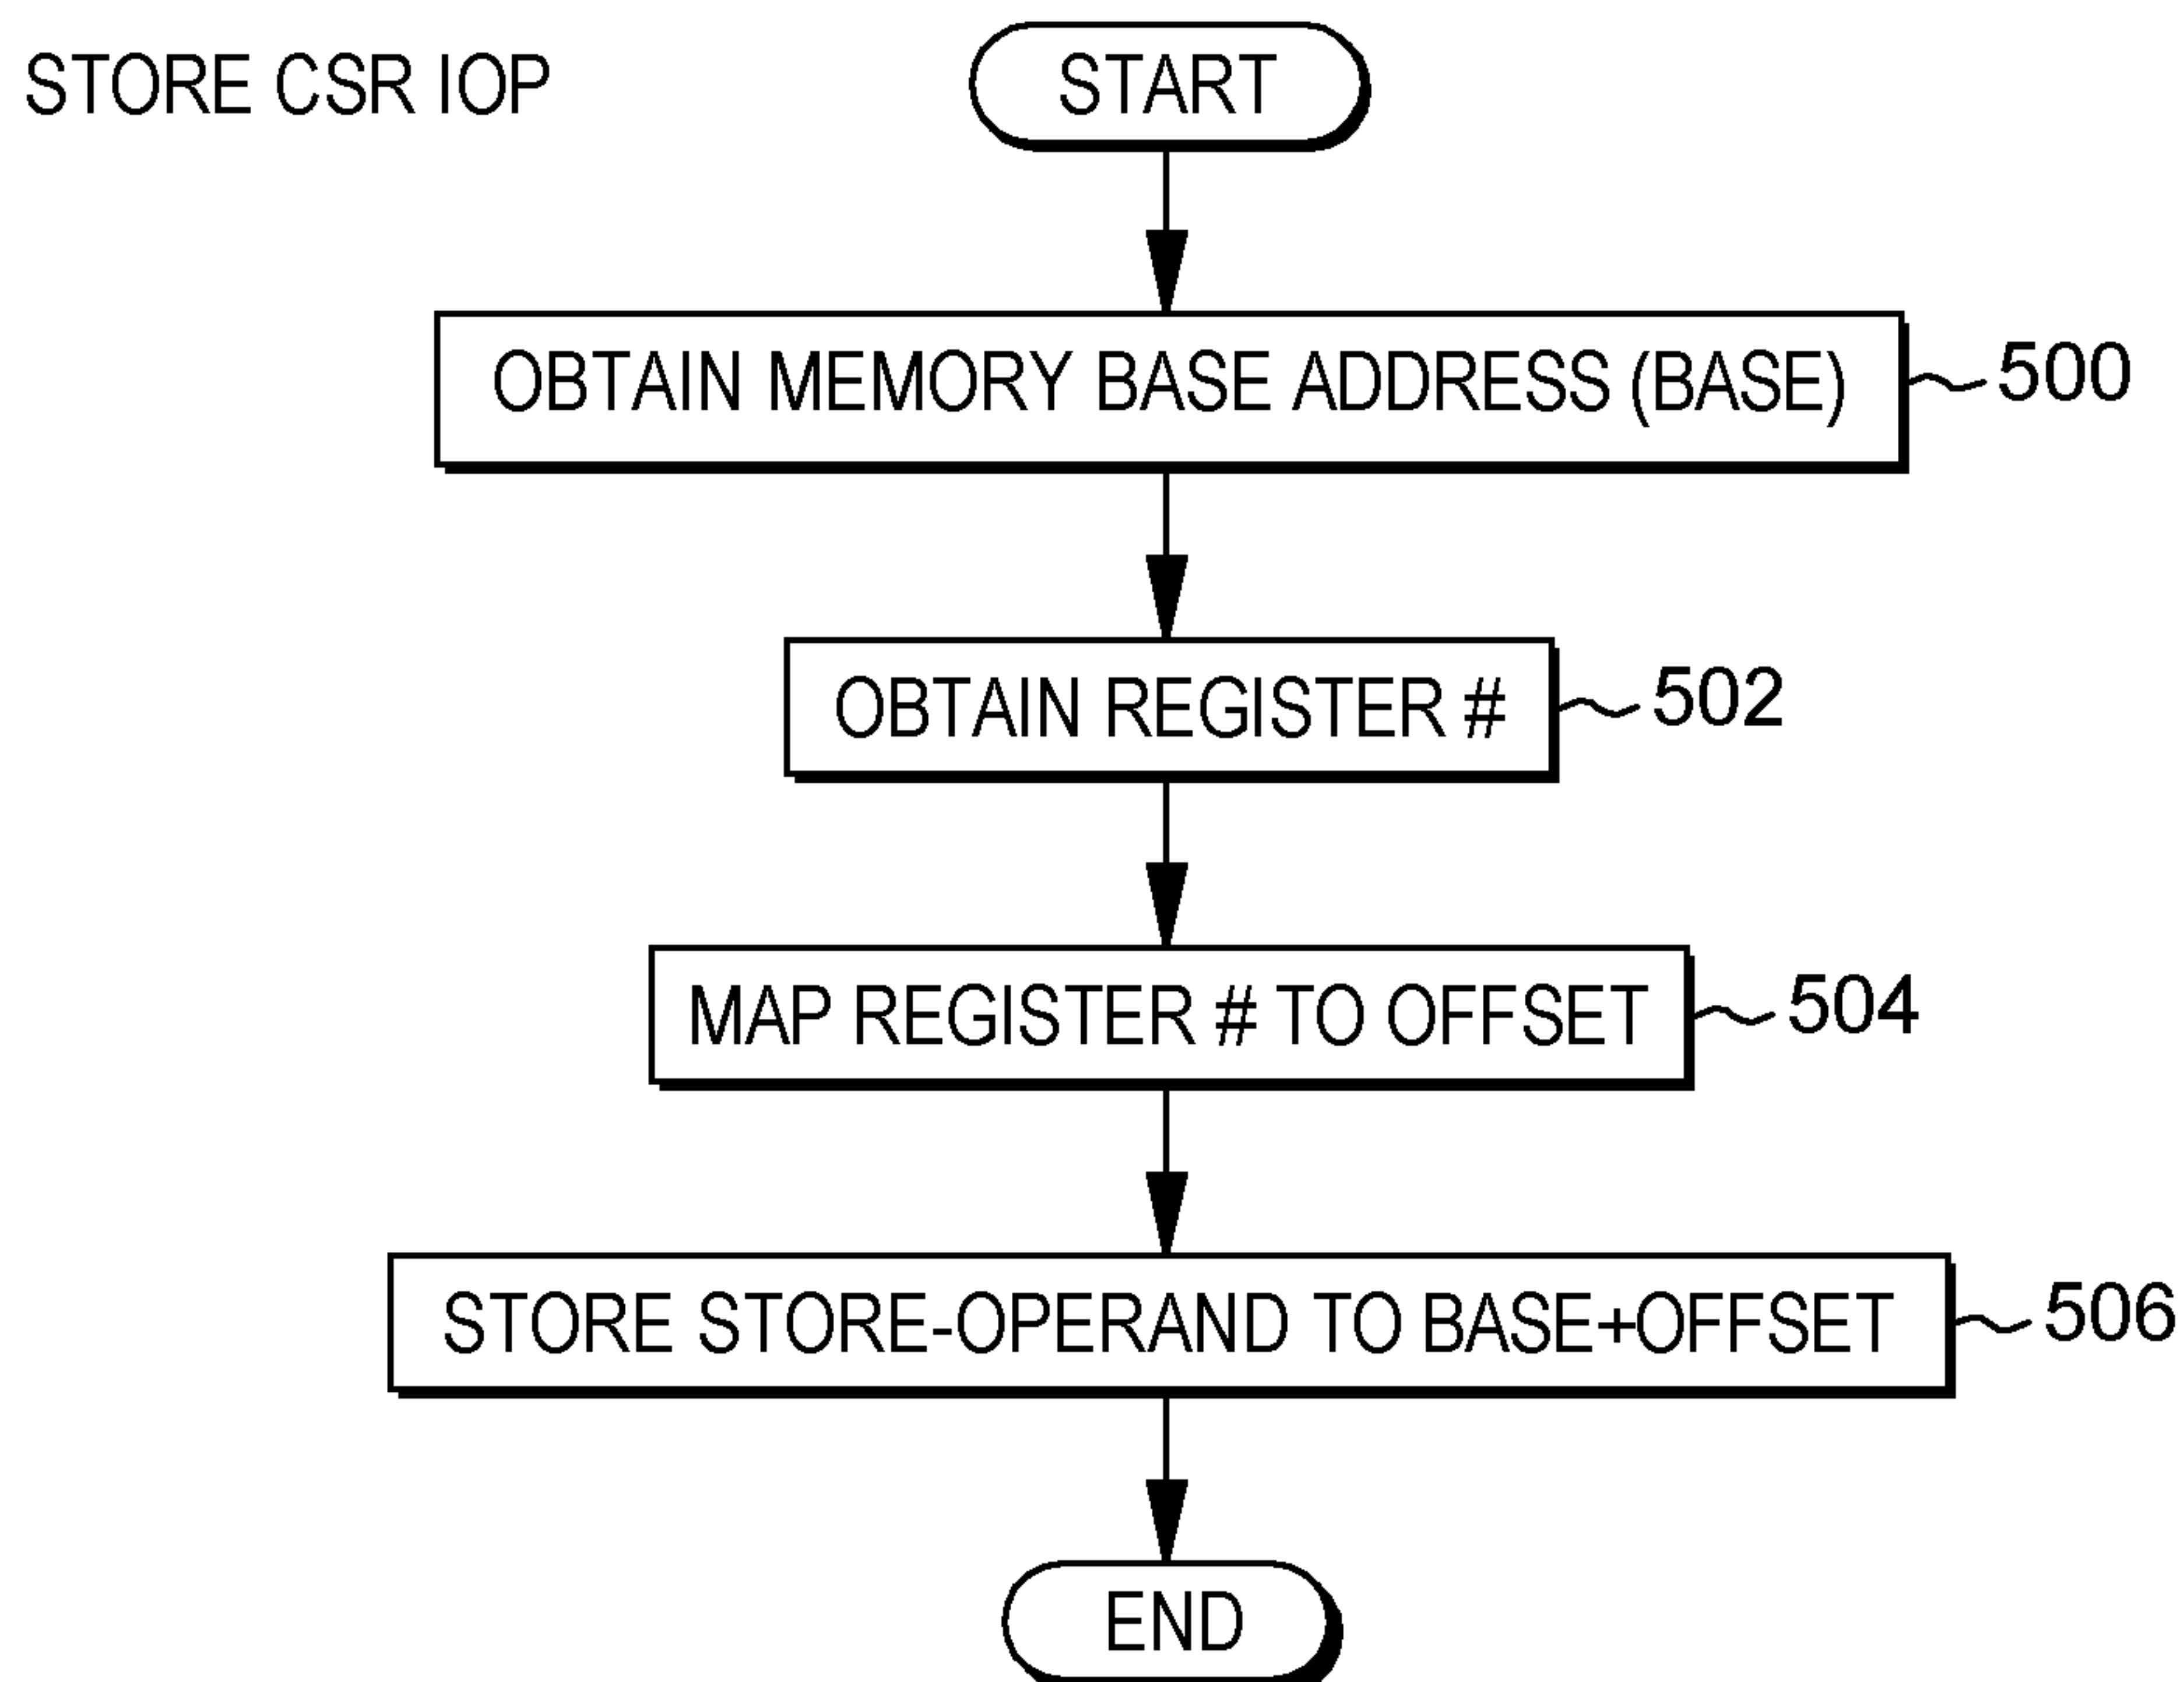 STORE CSR IOP
START
OBTAIN MEMORY BASE ADDRESS (BASE)
500
OBTAIN REGISTER #
502
MAP REGISTER # TO OFFSET
504
STORE STORE-OPERAND TO BASE+OFFSET
506
END